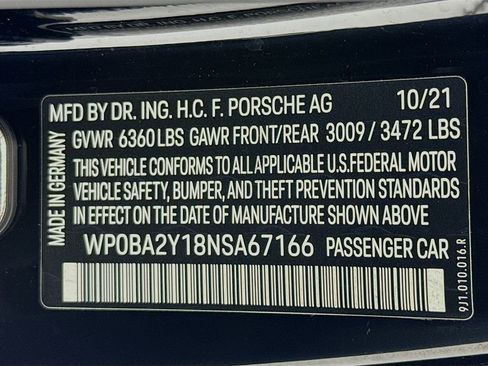 MFD BY DR. ING. H.C. F. PORSCHE AG 10/21
GVWR 6360LBS GAWR FRONT/REAR 3009 / 3472 LBS
THIS VEHICLE CONFORMS TO ALL APPLICABLE U.S.FEDERAL MOTOR
VEHICLE SAFETY, BUMPER, AND THEFT PREVENTION STANDARDS
IN EFFECT ON THE DATE OF MANUFACTURE SHOWN ABOVE
WP0BA2Y18NSA67166 PASSENGER CAR
MADE IN GERMANY
9J1.010.016.R